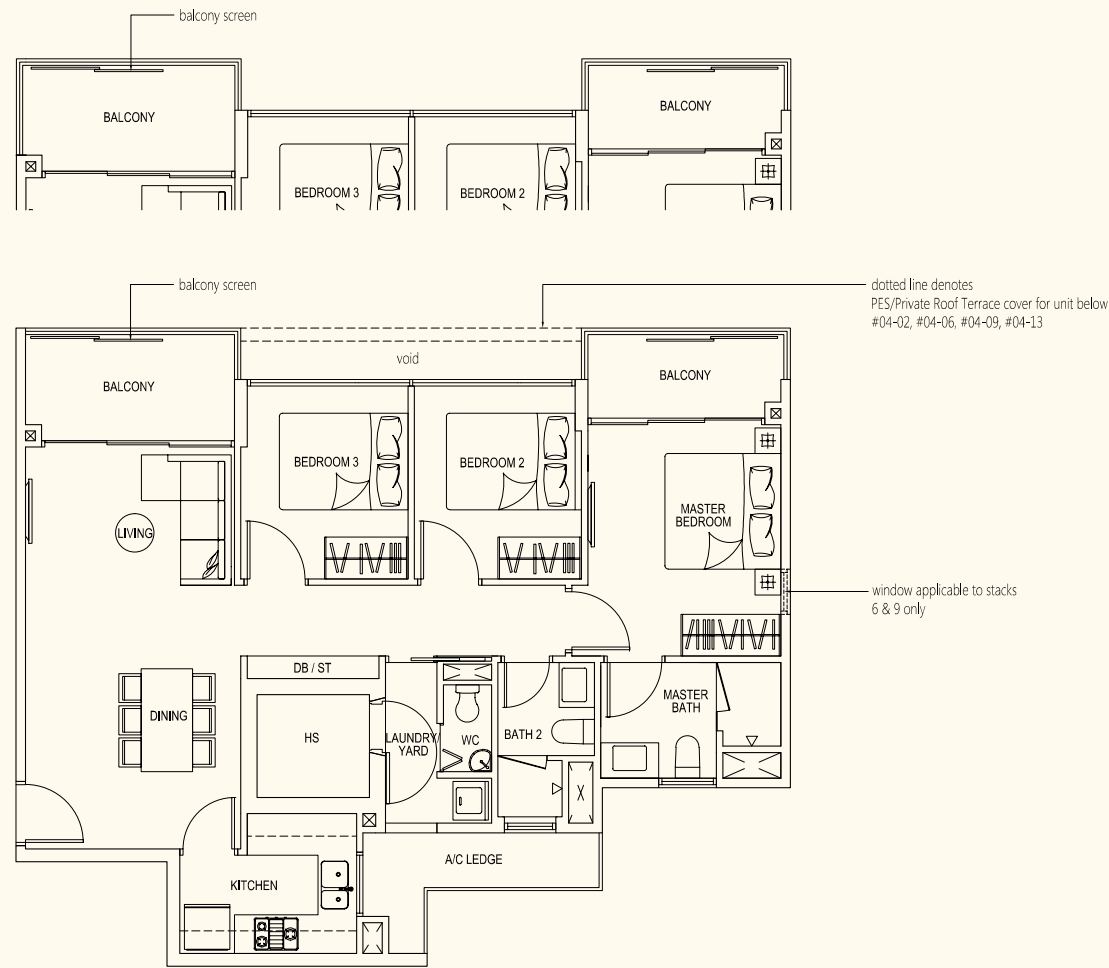 balcony screen
BALCONY
BALCONY
BEDROOM 3
BEDROOM 2
balcony screen
dotted line denotes
PES/Private Roof Terrace cover for unit below
#04-02, #04-06, #04-09, #04-13
void
BALCONY
BALCONY
BEDROOM 3
BEDROOM 2
MASTER
BEDROOM
LIVING
window applicable to stacks
6 & 9 only
DB / ST
MASTER
BATH
DINING
HS
LAUNDRY/
YARD
WC
BATH 2
A/C LEDGE
KITCHEN